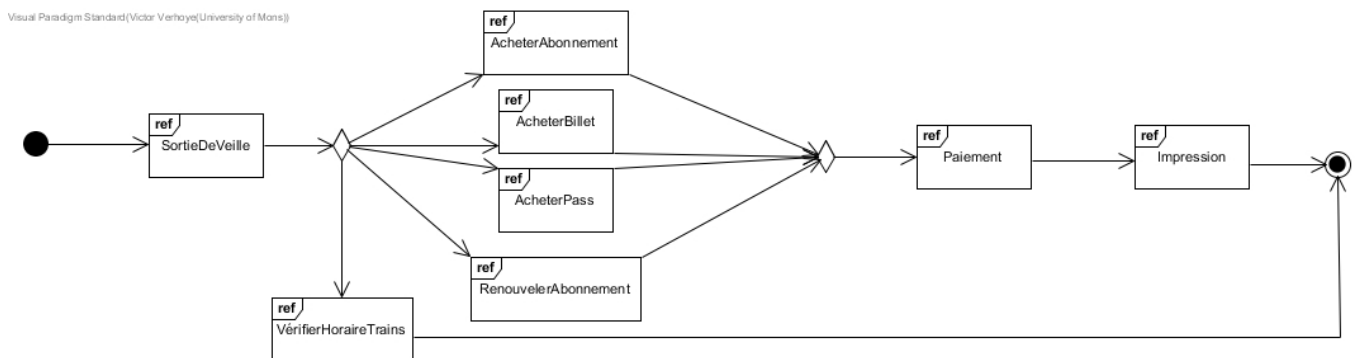 Visual Paradigm Standard(Victor Verhoye(University of Mons))
ref
AcheterAbonnement
ref
SortieDeVeille
ref
AcheterBillet
ref
AcheterPass
ref
RenouvelerAbonnement
ref
VérifierHoraireTrains
ref
Paiement
ref
Impression